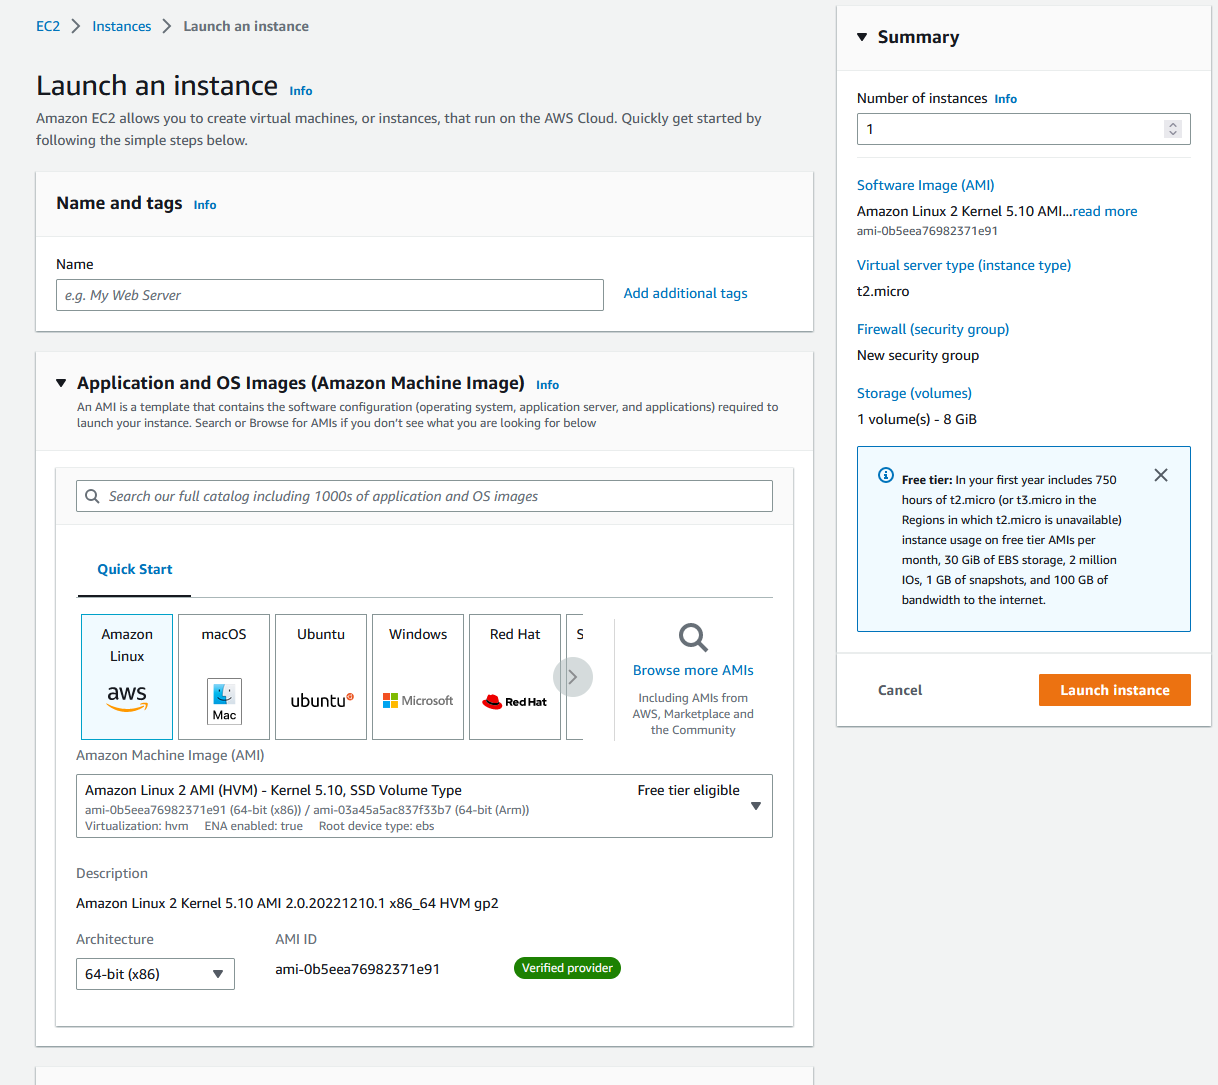 EC2 > Instances > Launch an instance
Launch an instance Info
Amazon EC2 allows you to create virtual machines, or instances, that run on the AWS Cloud. Quickly get started by
following the simple steps below.
Name and tags Info
Name
e.g. My Web Server
Add additional tags
Application and OS Images (Amazon Machine Image) Info
An AMI is a template that contains the software configuration (operating system, application server, and applications) required to
launch your instance. Search or Browse for AMIs if you don't see what you are looking for below
Search our full catalog including 1000s of application and OS images
Quick Start
Amazon
Linux
aws
macOS
Mac
Ubuntu
ubuntu
Windows
Microsoft
Red Hat
Red Hat
S
Browse more AMIs
Including AMIs from
AWS, Marketplace and
the Community
Amazon Machine Image (AMI)
Amazon Linux 2 AMI (HVM) - Kernel 5.10, SSD Volume Type
Free tier eligible
ami-0b5eea76982371e91 (64-bit (x86)) / ami-03a45a5ac837f33b7 (64-bit (Arm))
Virtualization: hvm ENA enabled: true Root device type: ebs
Description
Amazon Linux 2 Kernel 5.10 AMI 2.0.20221210.1 x86_64 HVM gp2
Architecture
64-bit (x86)
AMI ID
ami-0b5eea76982371e91
Verified provider
Summary
Number of instances Info
1
Software Image (AMI)
Amazon Linux 2 Kernel 5.10 AMI...read more
ami-0b5eea76982371e91
Virtual server type (instance type)
t2.micro
Firewall (security group)
New security group
Storage (volumes)
1 volume(s) - 8 GiB
Free tier: In your first year includes 750
hours of t2.micro (or t3.micro in the
Regions in which t2.micro is unavailable)
instance usage on free tier AMIs per
month, 30 GiB of EBS storage, 2 million
IOs, 1 GB of snapshots, and 100 GB of
bandwidth to the internet.
Cancel
Launch instance